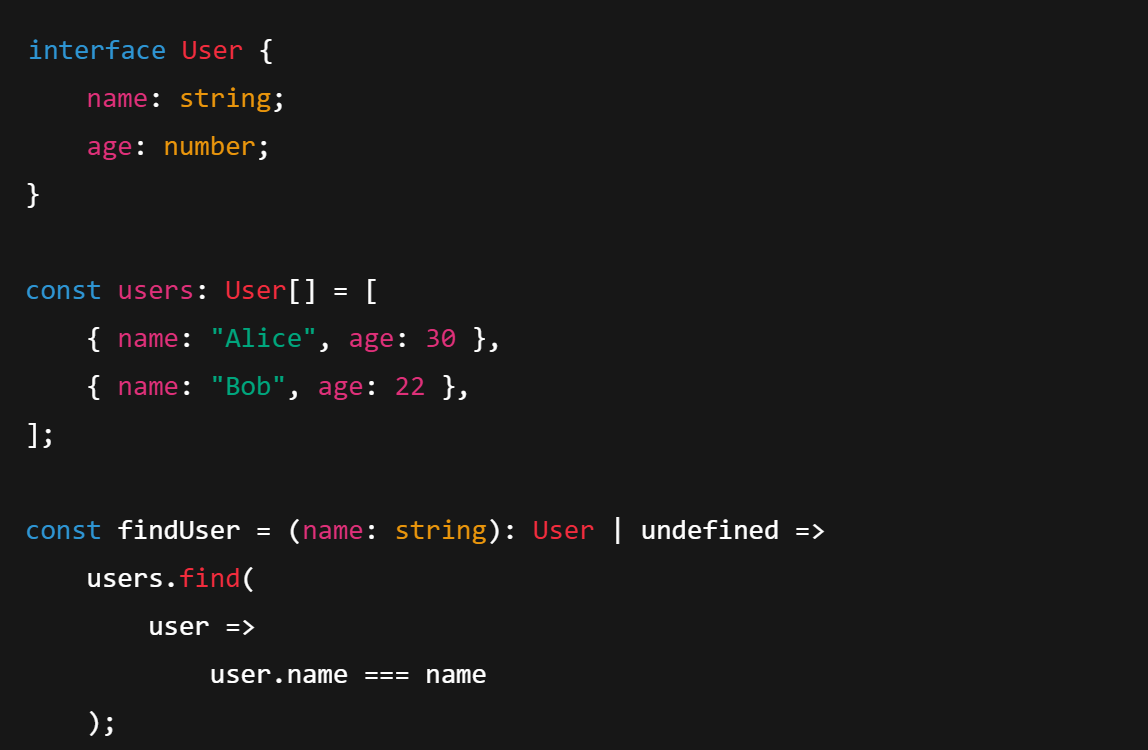 interface User {
    name: string;
    age: number;
}

const users: User[] = [
    { name: "Alice", age: 30 },
    { name: "Bob", age: 22 },
];

const findUser = (name: string): User | undefined =>
    users.find(
        user =>
            user.name === name
    );